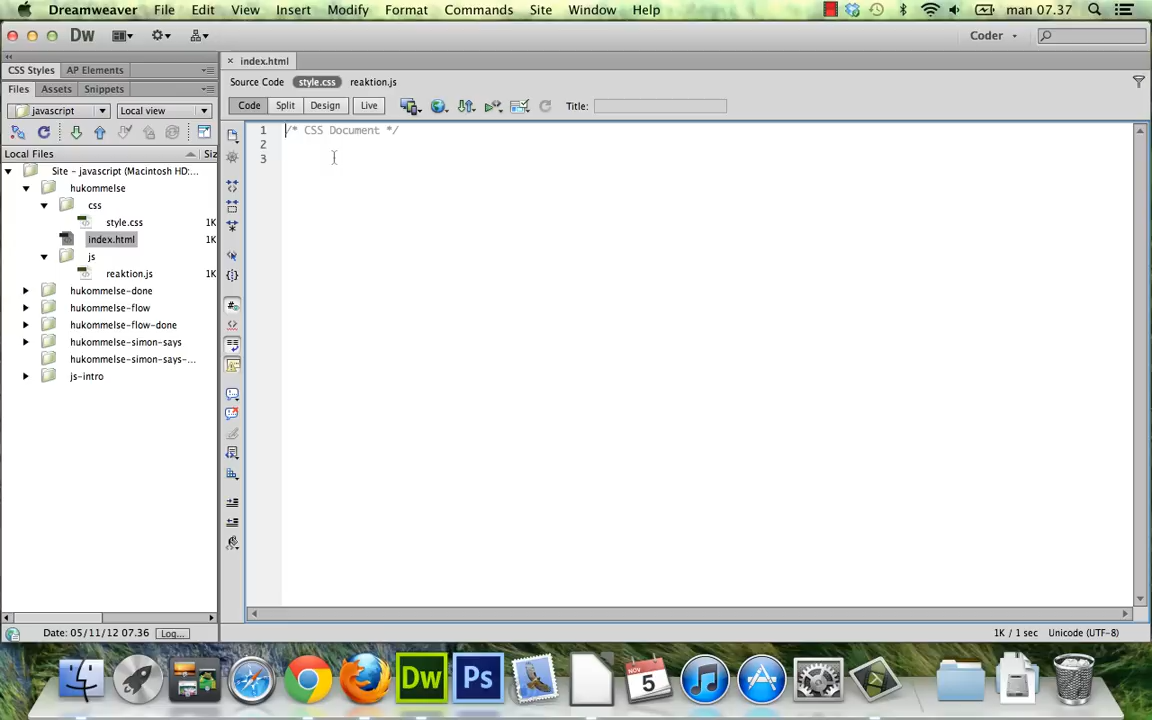 Dreamweaver File Edit View Insert Modify Format Commands Site Window Help man 07.37
Dw Coder
CSS Styles AP Elements
index.html
Files Assets Snippets
Source Code style.css reaktion.js
javascript Local view
Code Split Design Live Title:
Local Files Siz
1 /* CSS Document */
2
3
Site - javascript (Macintosh HD:...
hukommelse
css
style.css 1K
index.html 1K
js
reaktion.js 1K
hukommelse-done
hukommelse-flow
hukommelse-flow-done
hukommelse-simon-says
hukommelse-simon-says-...
js-intro
Date: 05/11/12 07.36 Log...
1K / 1 sec Unicode (UTF-8)
Dw Ps NOV 5